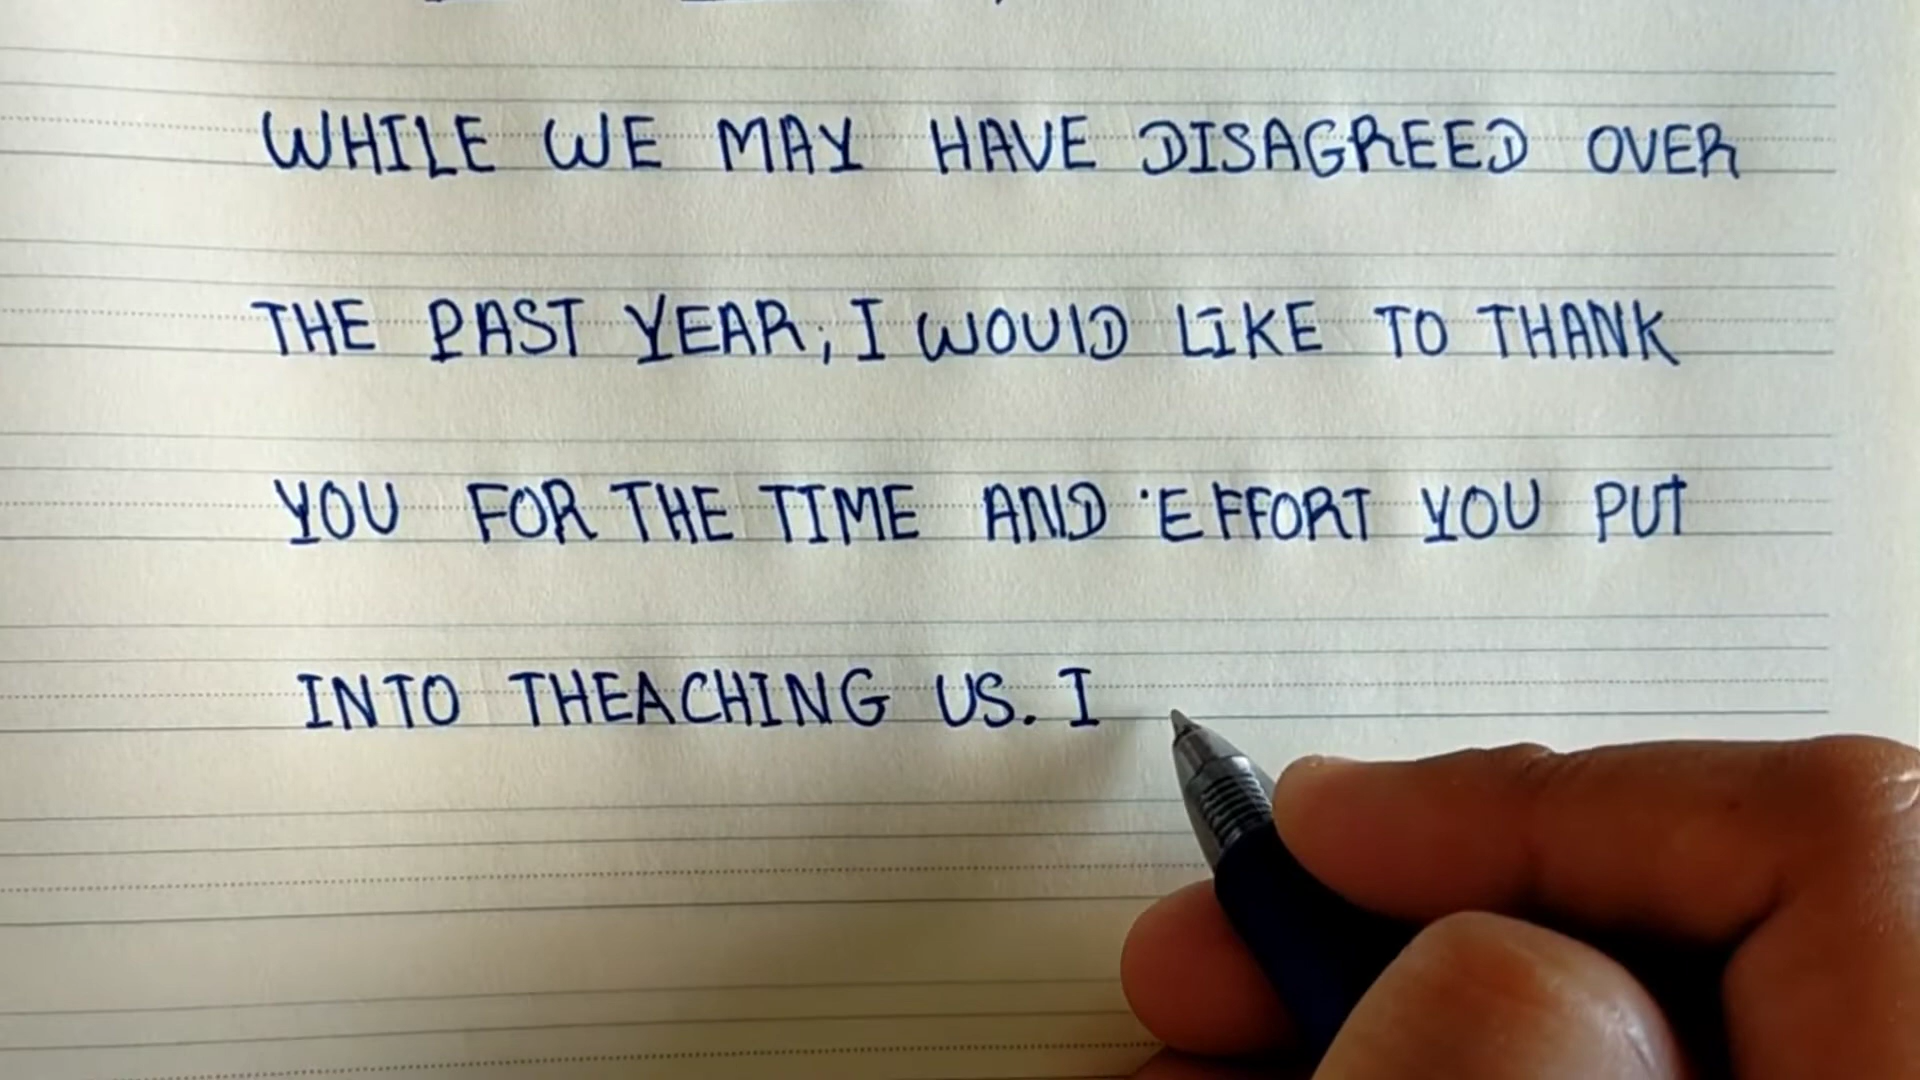 WHILE WE MAY HAVE DISAGREED OVER
THE PAST YEAR, I WOULD LIKE TO THANK
YOU FOR THE TIME AND EFFORT YOU PUT
INTO THEACHING US. I